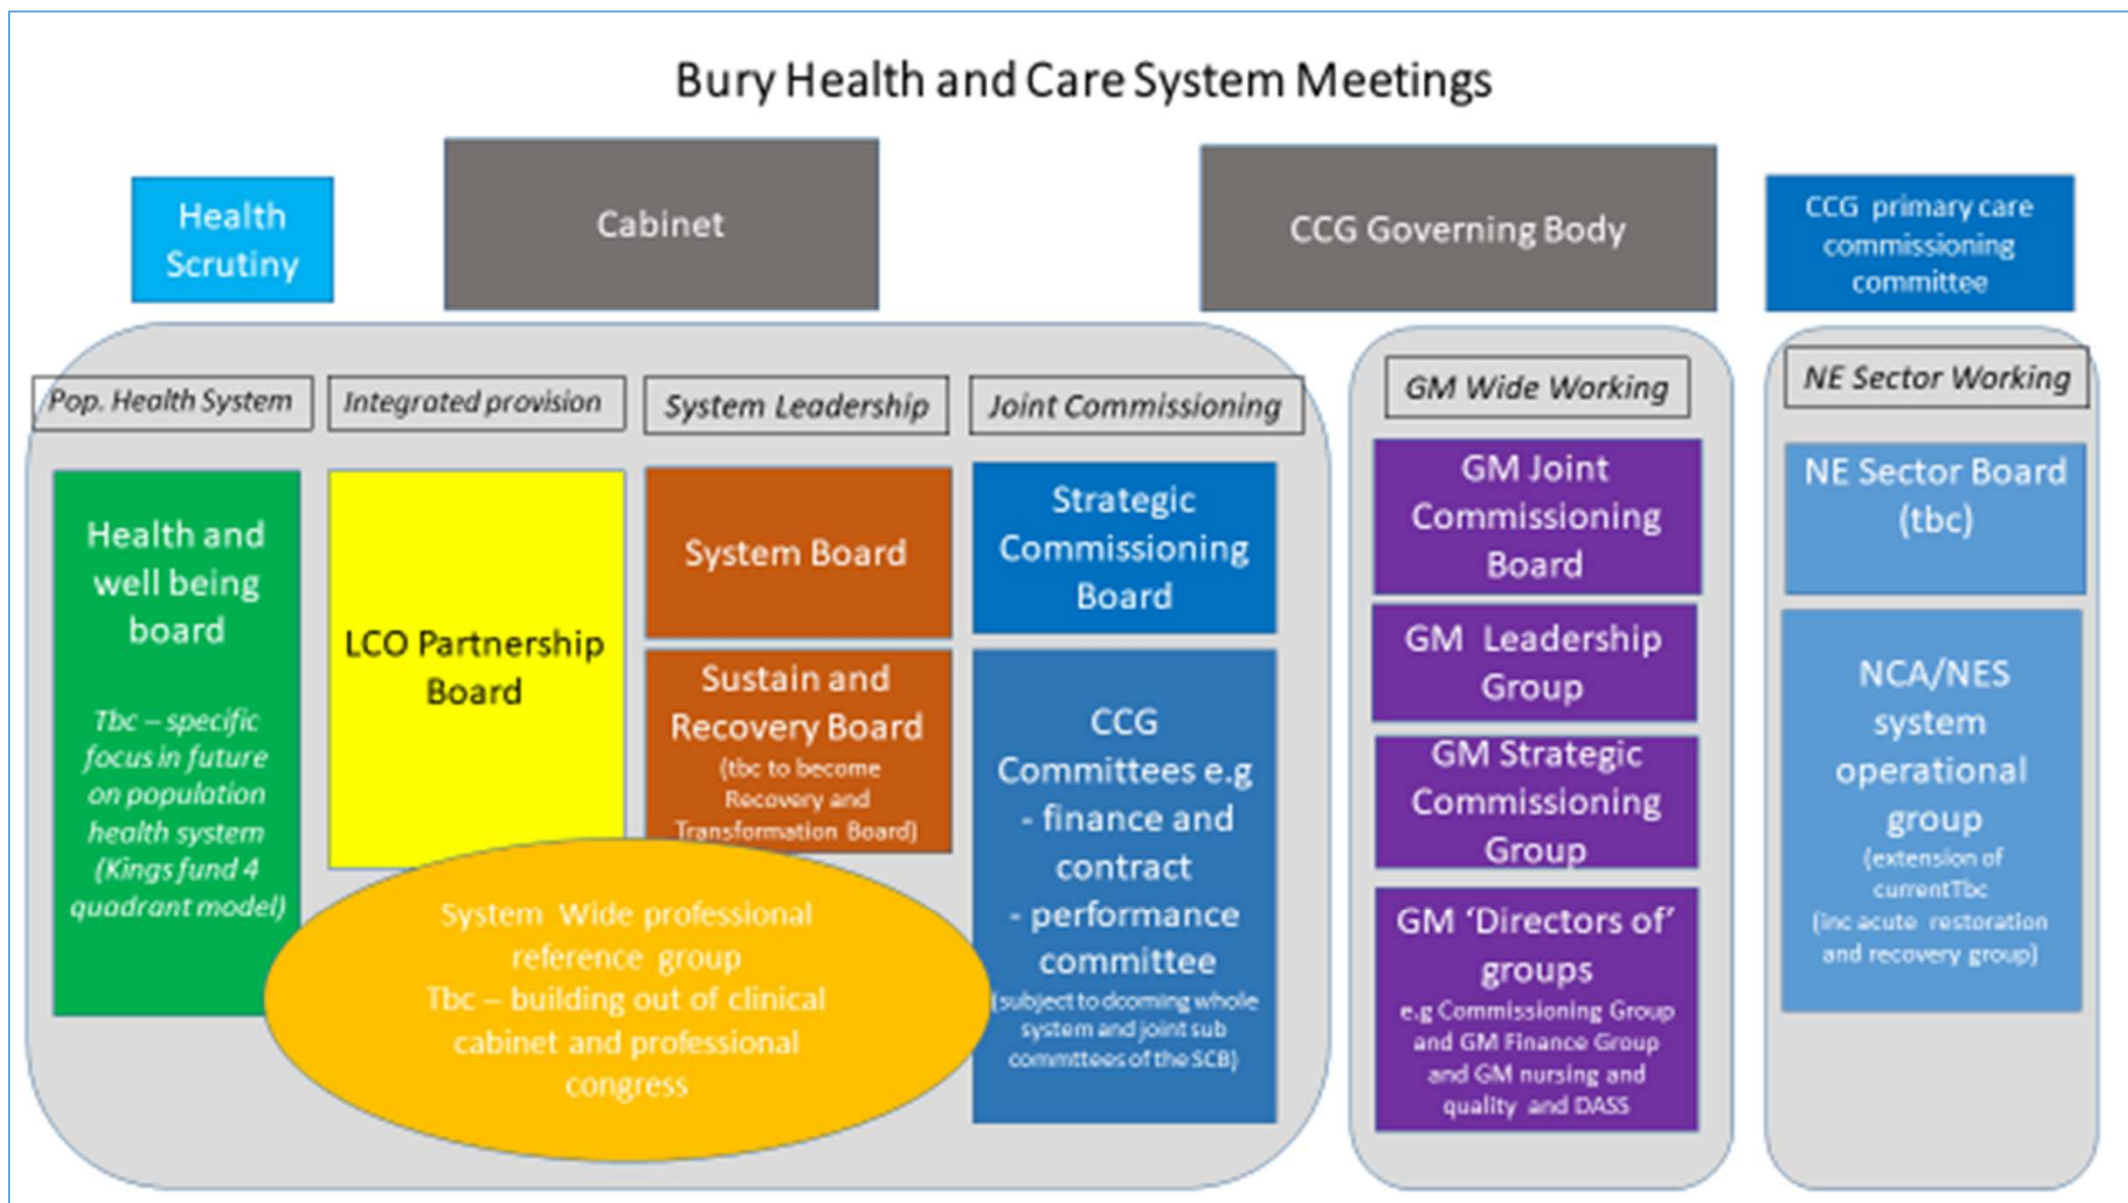 Bury Health and Care System Meetings
Health
Scrutiny
Cabinet
CCG Governing Body
CCG primary care
commissioning
committee
Pop. Health System
Integrated provision
System Leadership
Joint Commissioning
GM Wide Working
NE Sector Working
Health and
well being
board
Tbc – specific
focus in future
on population
health system
(Kings fund 4
quadrant model)
LCO Partnership
Board
System Board
Sustain and
Recovery Board
(tbc to become
Recovery and
Transformation Board)
System Wide professional
reference group
Tbc – building out of clinical
cabinet and professional
congress
Strategic
Commissioning
Board
CCG
Committees e.g
- finance and
contract
- performance
committee
(subject to dcoming whole
system and joint sub
commttees of the SCB)
GM Joint
Commissioning
Board
GM Leadership
Group
GM Strategic
Commissioning
Group
GM ‘Directors of’
groups
e.g Commissioning Group
and GM Finance Group
and GM nursing and
quality and DASS
NE Sector Board
(tbc)
NCA/NES
system
operational
group
(extension of
currentTbc
(inc acute restoration
and recovery group)